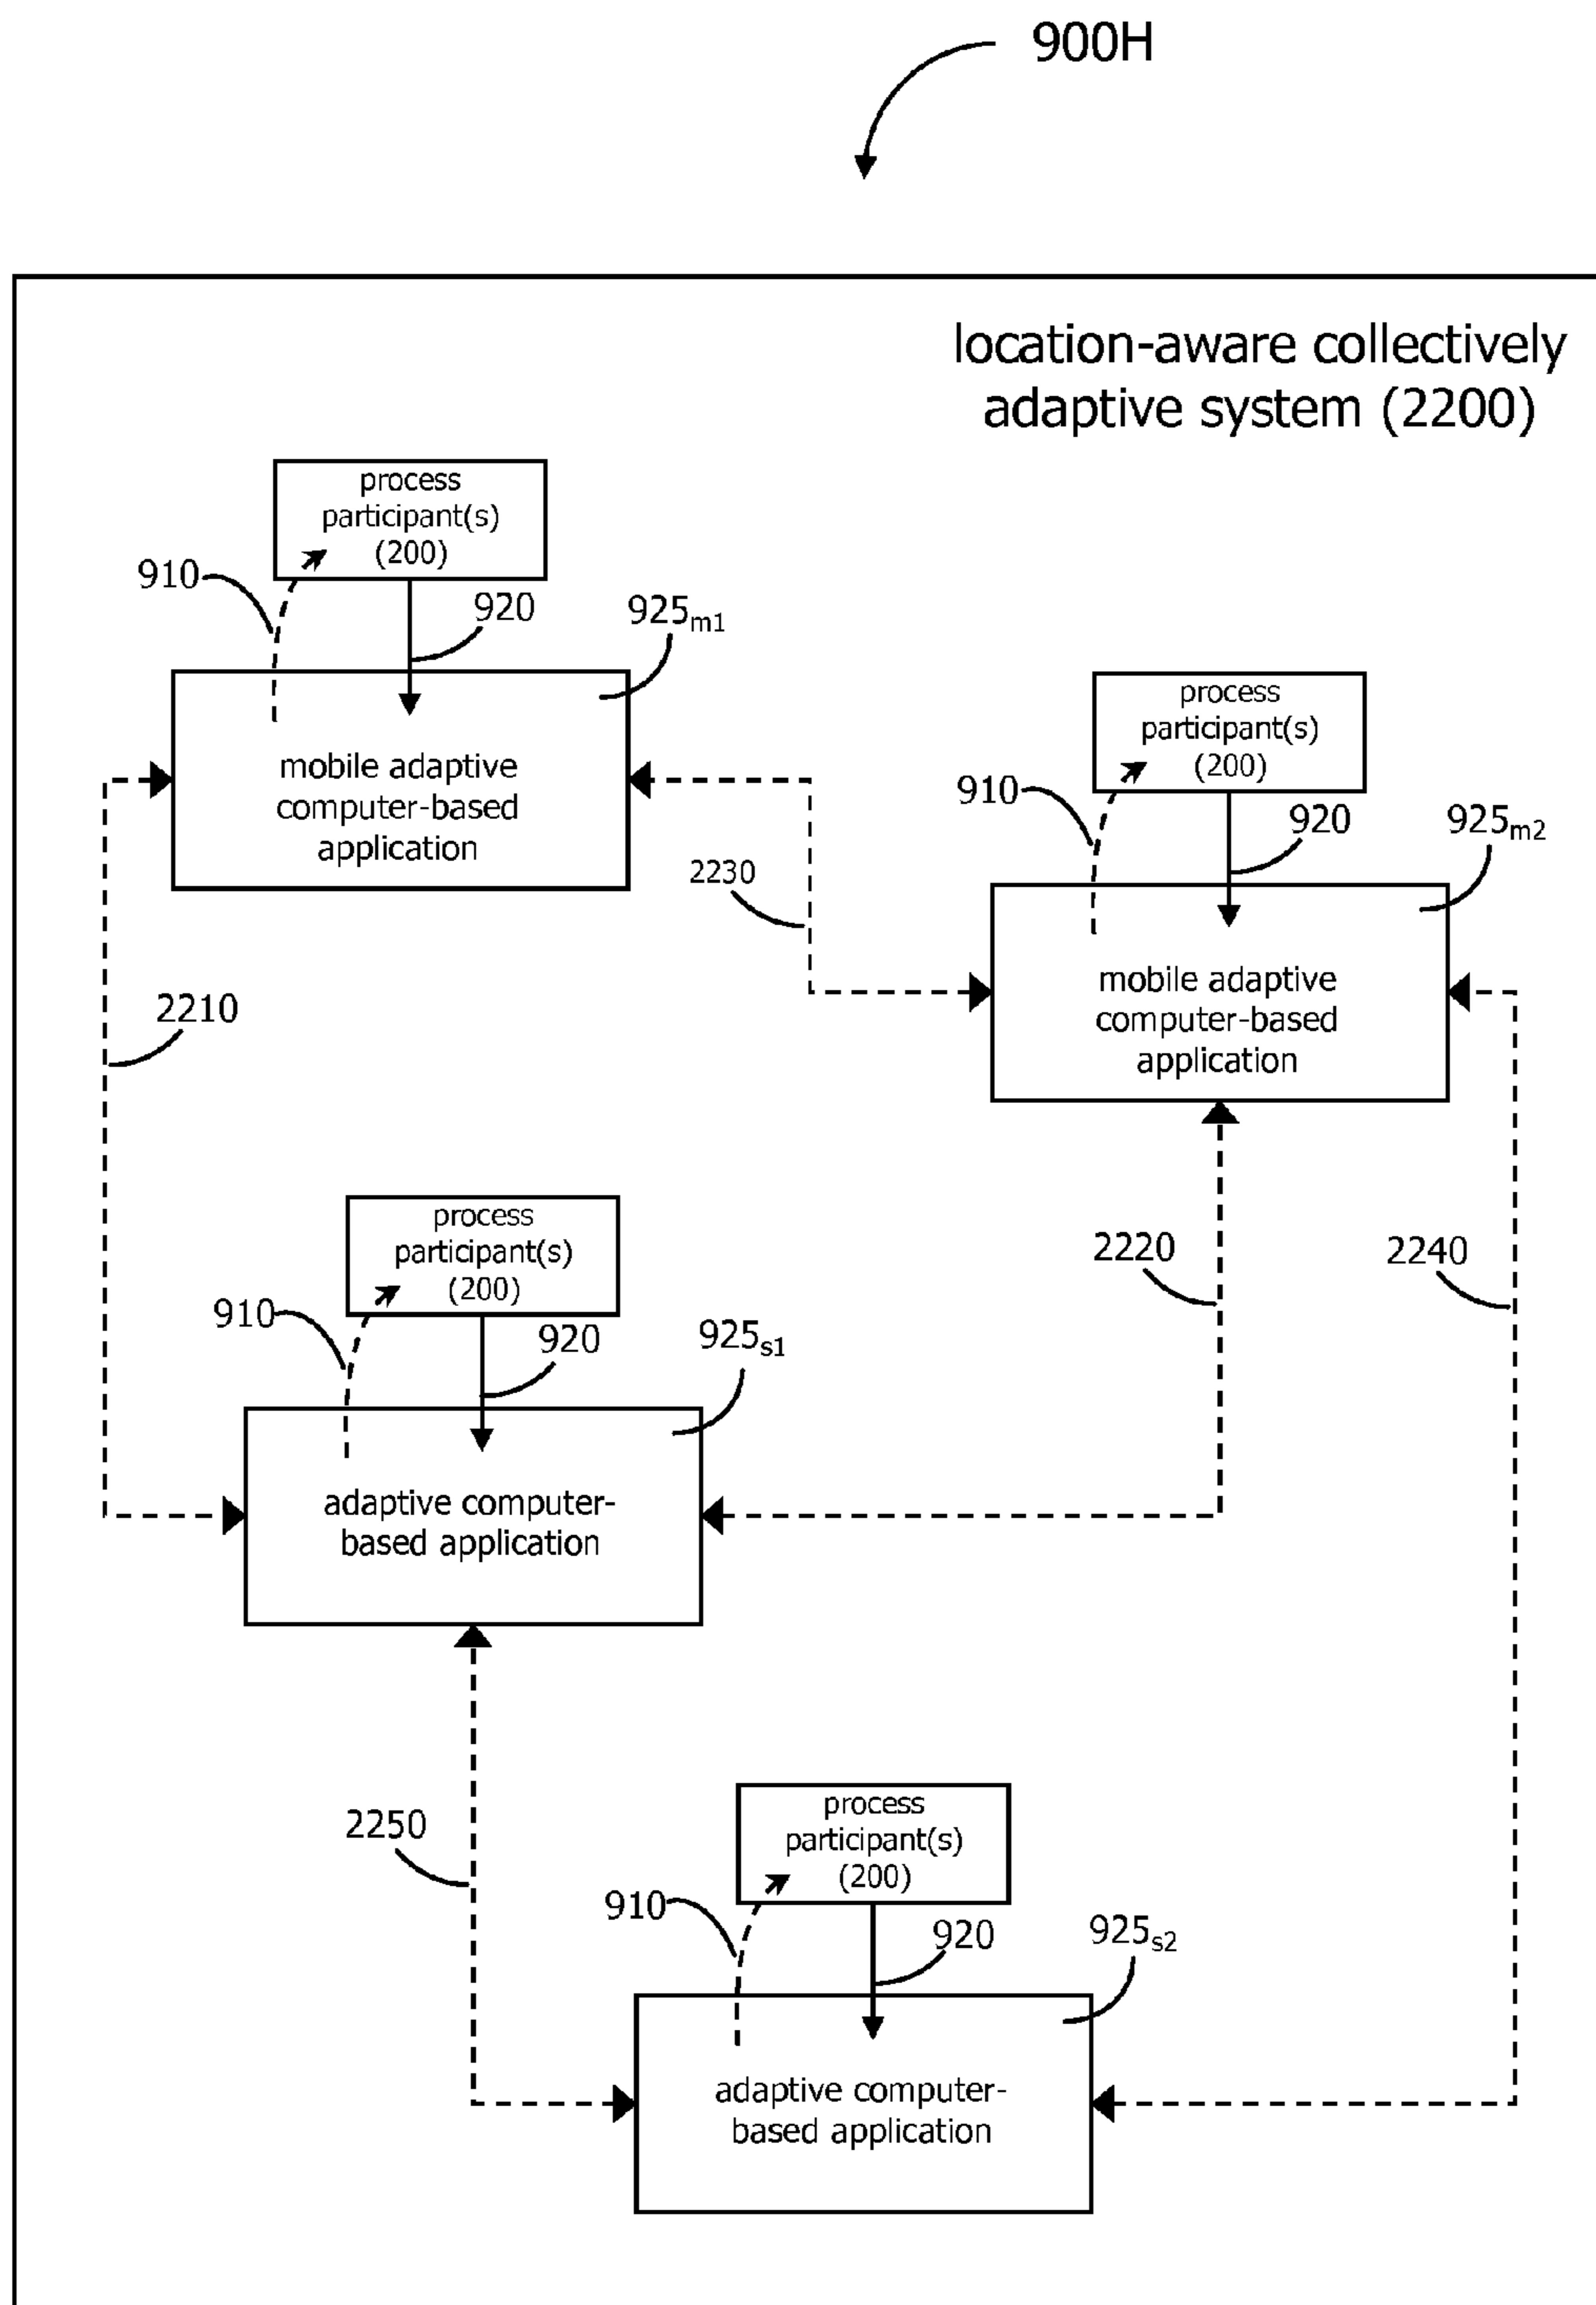 900H
location-aware collectively
adaptive system (2200)
process
participant(s)
(200)
910
920
925m1
mobile adaptive
computer-based
application
process
participant(s)
(200)
910
920
925m2
mobile adaptive
computer-based
application
2230
2210
process
participant(s)
(200)
910
920
925s1
adaptive computer-
based application
2220
2240
2250
process
participant(s)
(200)
910
920
925s2
adaptive computer-
based application